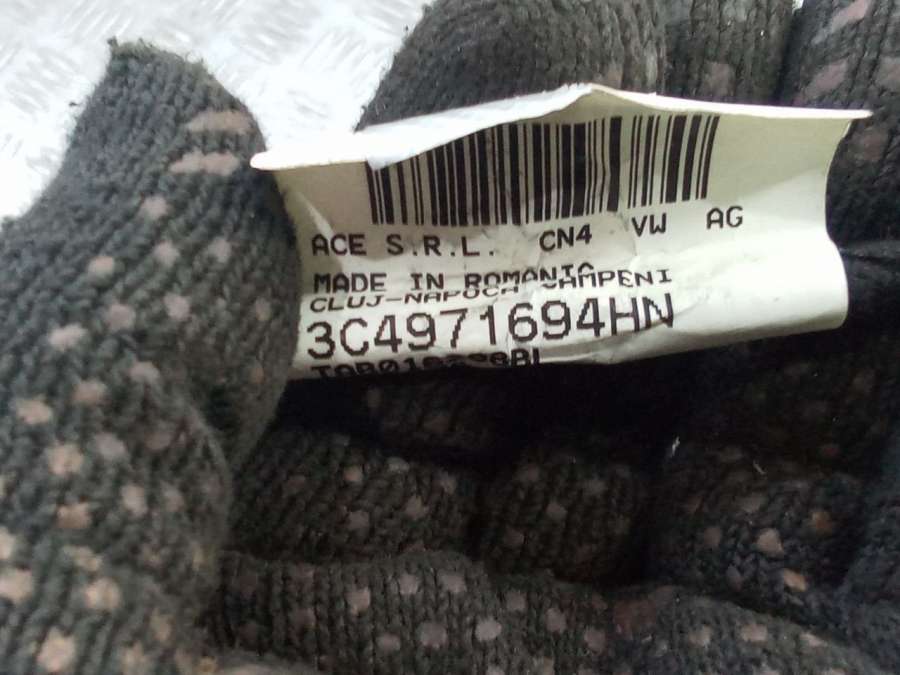 ACE S.R.L. CN4 VW AG
MADE IN ROMANIA
CLUJ-NAPOCA CAMPENI
3C4971694HN